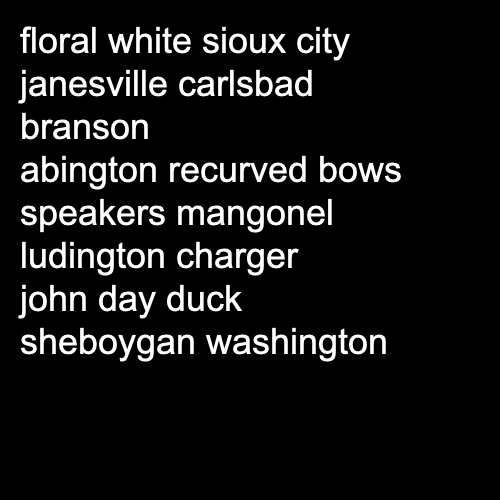 floral white sioux city
janesville carlsbad
branson
abington recurved bows
speakers mangonel
ludington charger
john day duck
sheboygan washington